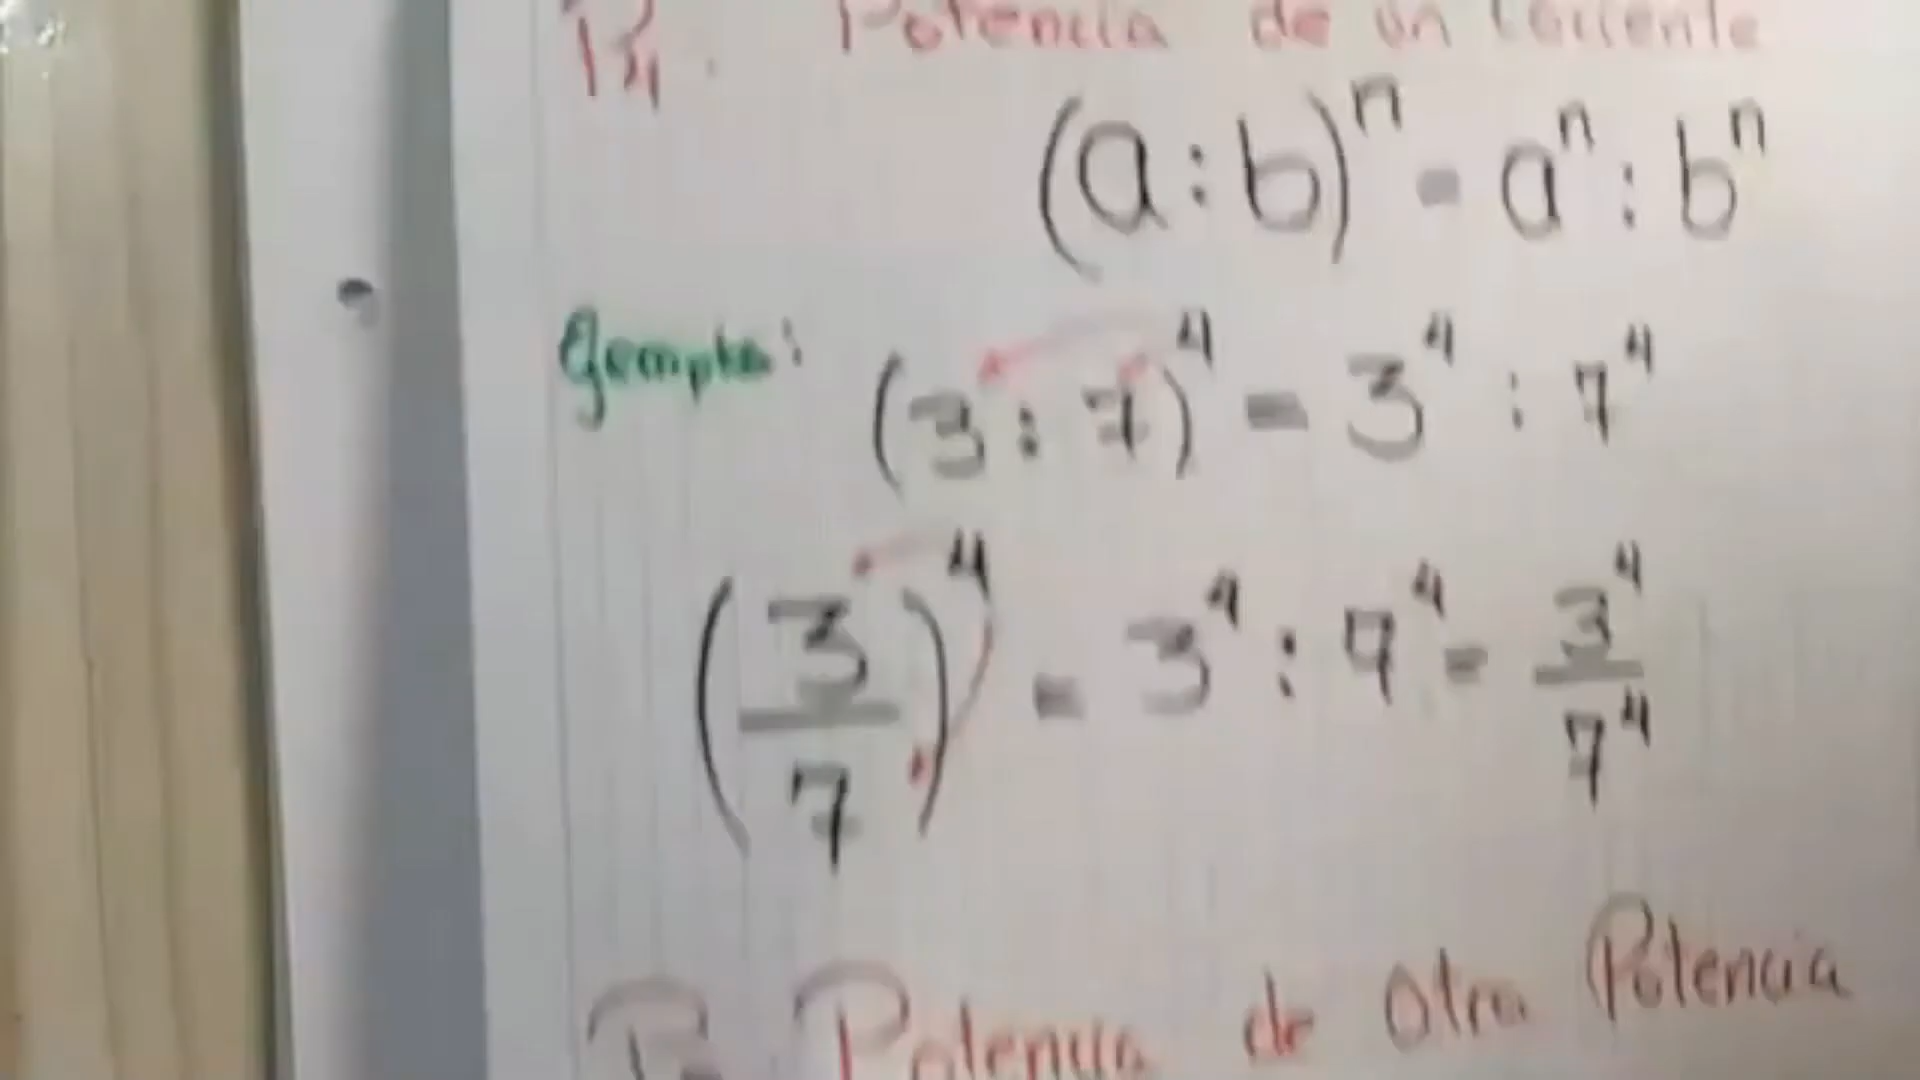 P4. Potencia de un Cociente
(a : b)ⁿ = aⁿ : bⁿ
Ejemplo:
(3 : 7)⁴ = 3⁴ : 7⁴
(3/7)⁴ = 3⁴ : 7⁴ = 3⁴/7⁴
Potencia de Otra Potencia